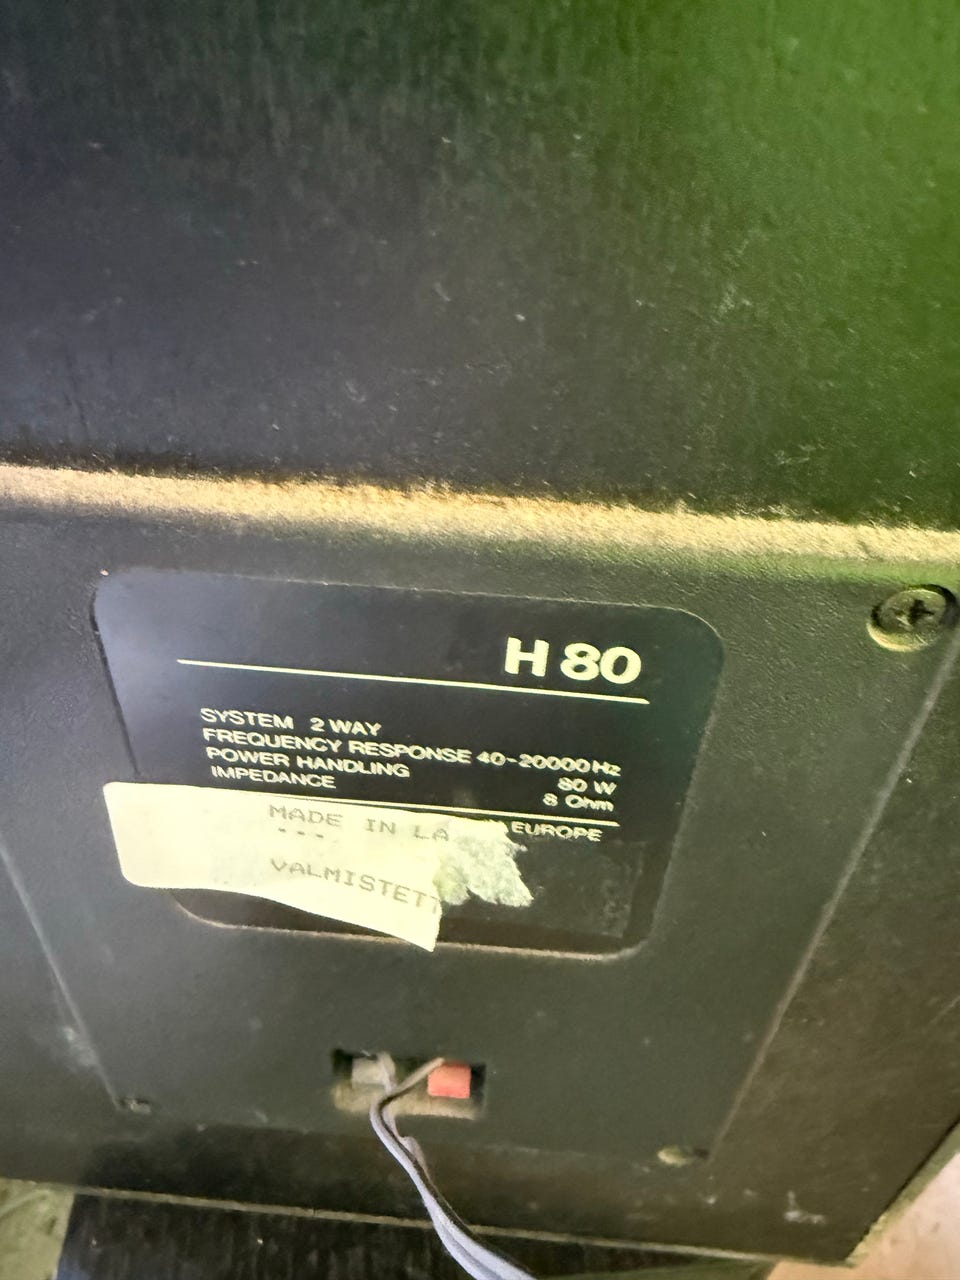 H 80
SYSTEM 2 WAY
FREQUENCY RESPONSE 40-20000 Hz
POWER HANDLING 80 W
IMPEDANCE 8 Ohm
MADE IN LA
EUROPE
---
VALMISTETT